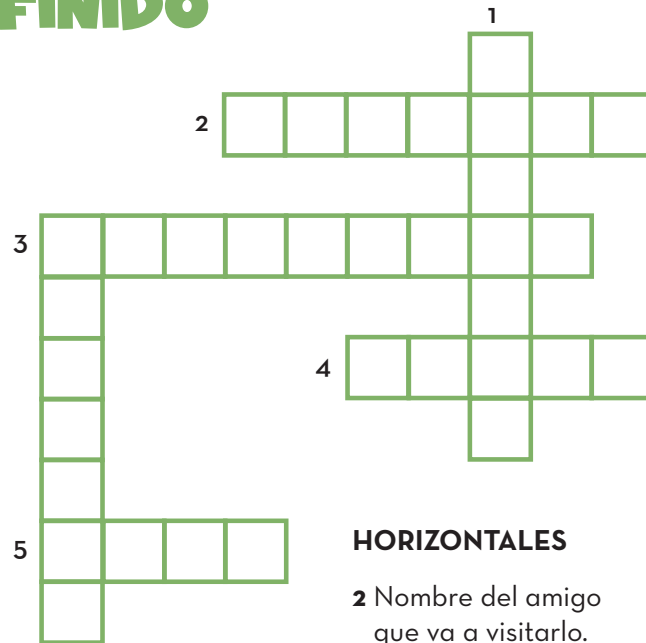 FINIDO
1
2
3
4
5
HORIZONTALES
2 Nombre del amigo
que va a visitarlo.